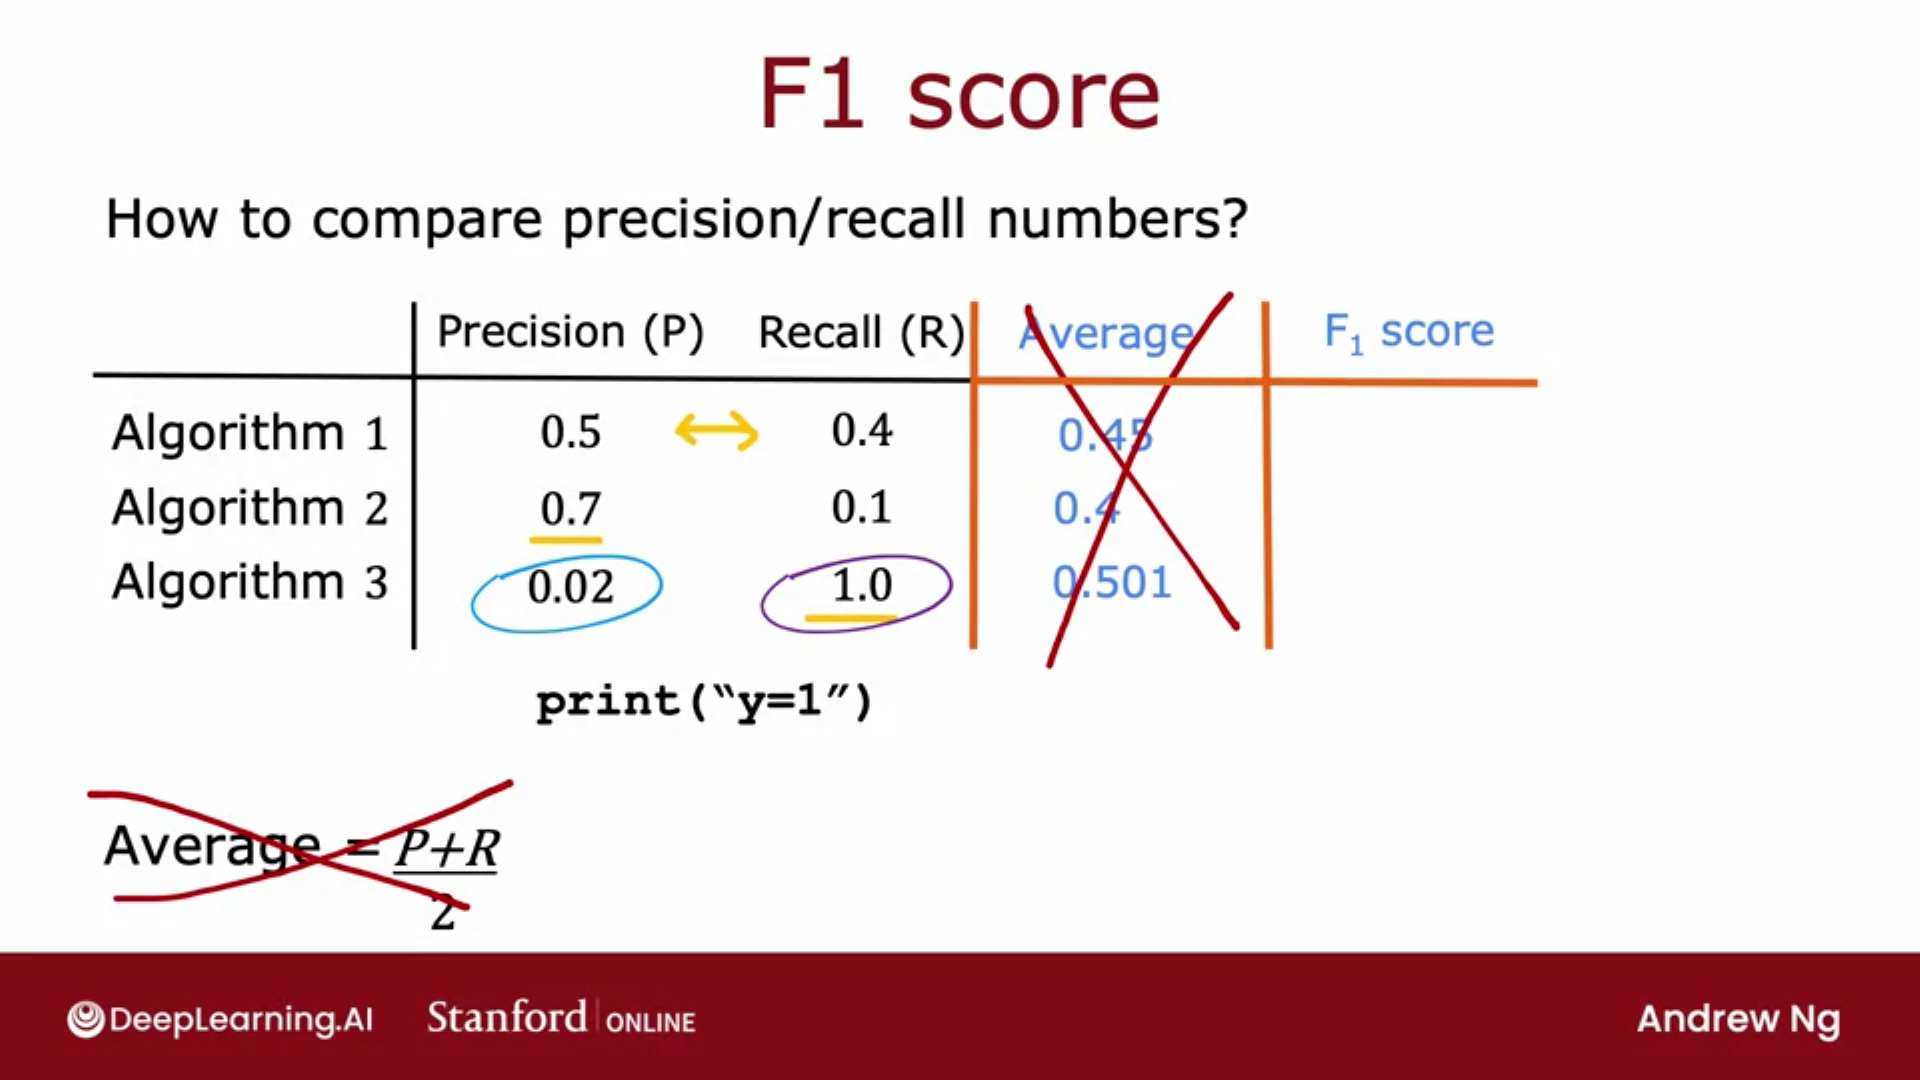 F1 score
How to compare precision/recall numbers?
Precision (P) Recall (R) Average F₁ score
Algorithm 1 0.5 0.4 0.45
Algorithm 2 0.7 0.1 0.4
Algorithm 3 0.02 1.0 0.501
print(“y=1”)
Average = P+R
2
DeepLearning.AI Stanford ONLINE Andrew Ng